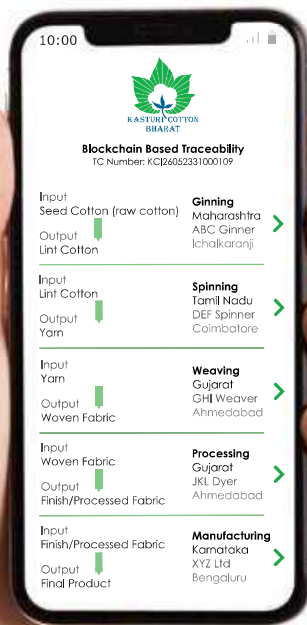 10:00
KASTURI COTTON
BHARAT
Blockchain Based Traceability
TC Number: KCI26052331000109
Input
Seed Cotton (raw cotton)
Output
Lint Cotton
Ginning
Maharashtra
ABC Ginner
Ichalkaranji
Input
Lint Cotton
Output
Yarn
Spinning
Tamil Nadu
DEF Spinner
Coimbatore
Input
Yarn
Output
Woven Fabric
Weaving
Gujarat
GHI Weaver
Ahmedabad
Input
Woven Fabric
Output
Finish/Processed Fabric
Processing
Gujarat
JKL Dyer
Ahmedabad
Input
Finish/Processed Fabric
Output
Final Product
Manufacturing
Karnataka
XYZ Ltd
Bengaluru